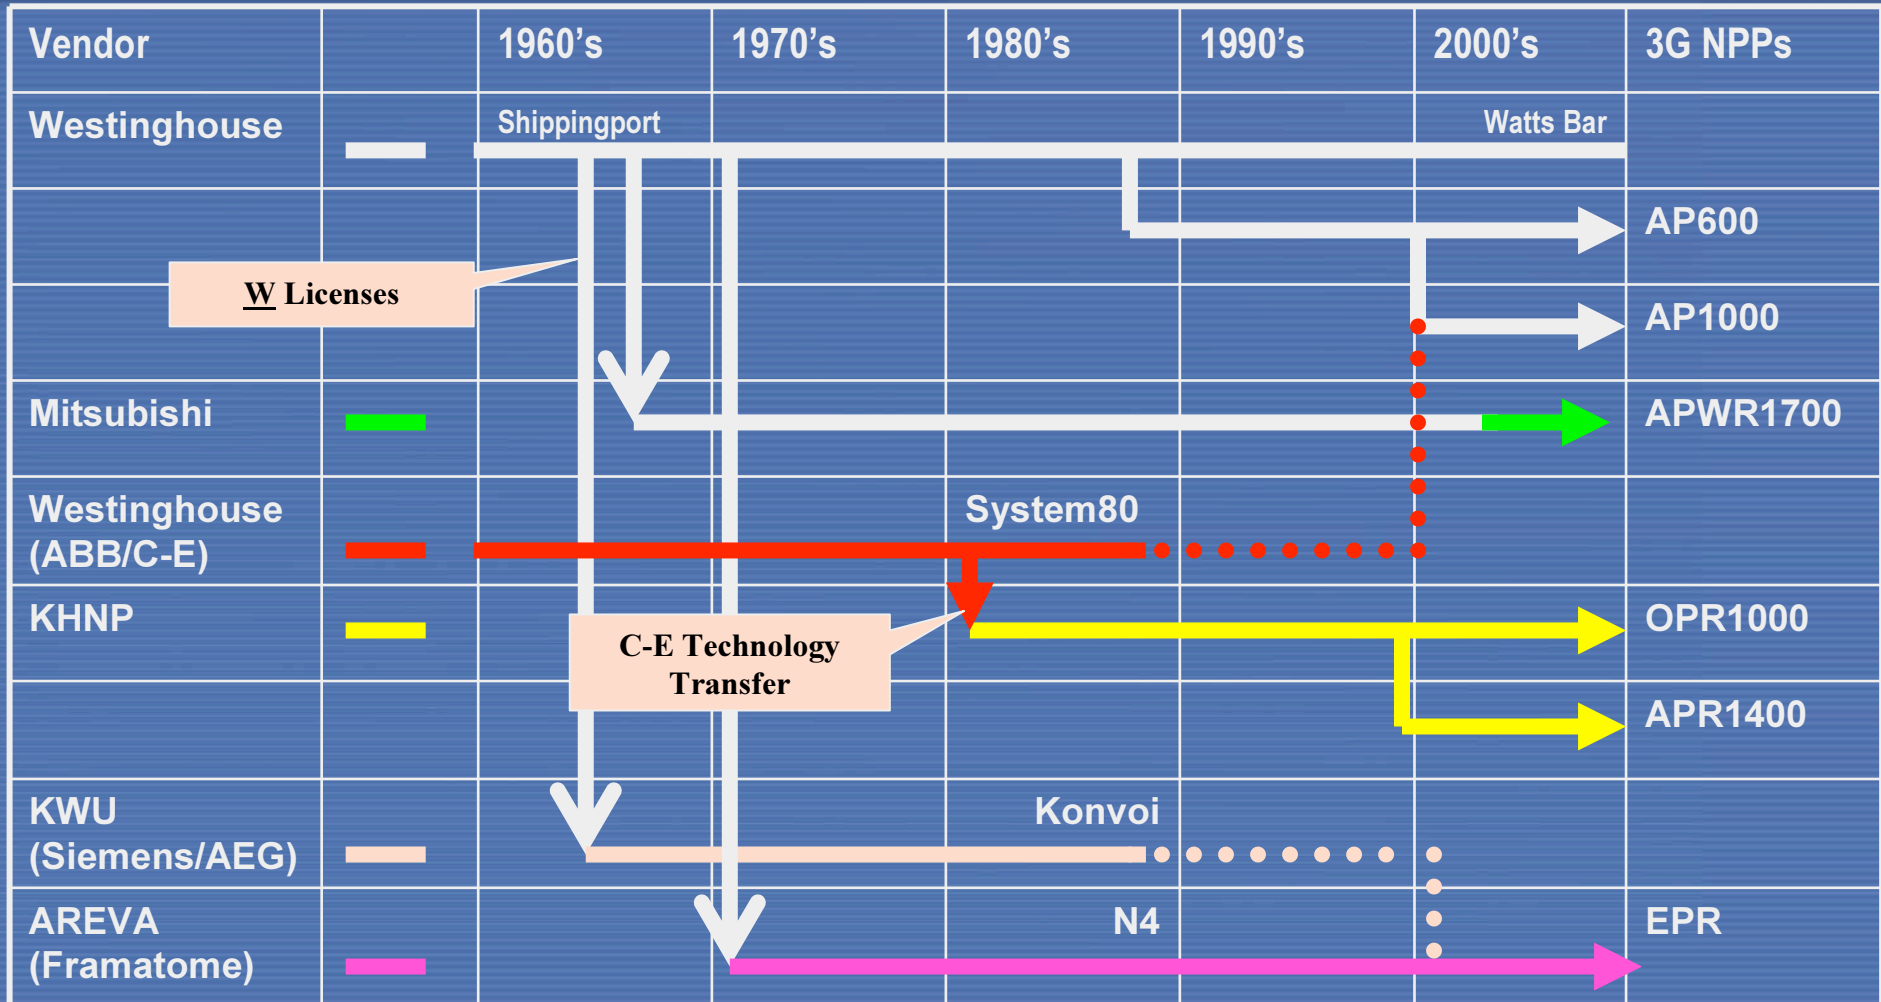 Vendor 1960’s 1970’s 1980’s 1990’s 2000’s 3G NPPs
Westinghouse Shippingport Watts Bar
AP600
W Licenses
AP1000
Mitsubishi APWR1700
Westinghouse System80
(ABB/C-E)
KHNP OPR1000
C-E Technology
Transfer
APR1400
KWU Konvoi
(Siemens/AEG)
AREVA N4 EPR
(Framatome)